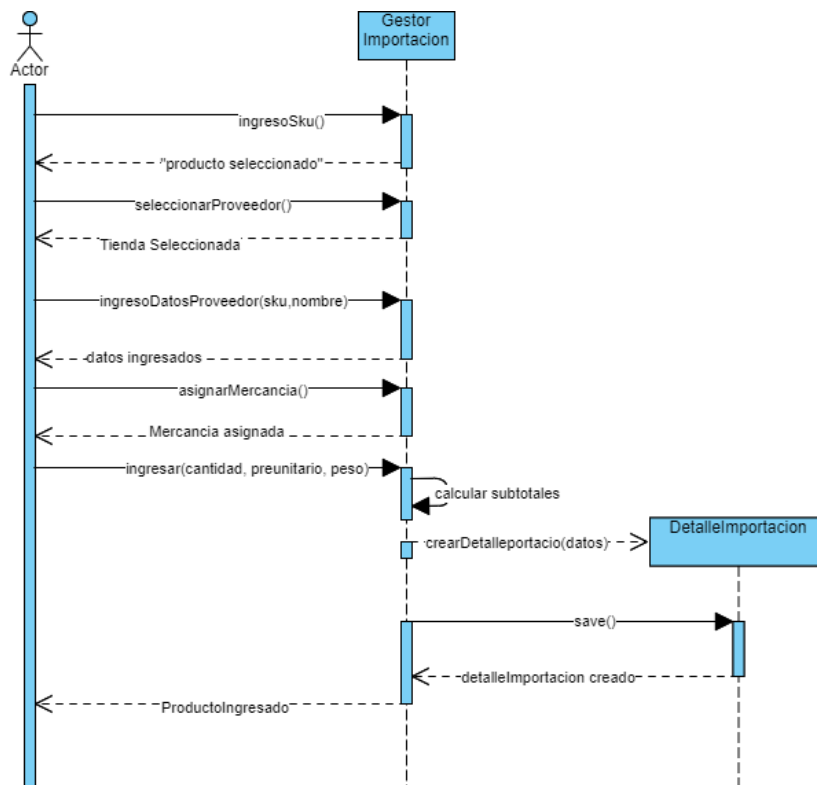 Gestor
Importacion
Actor
ingresoSku()
"producto seleccionado"
seleccionarProveedor()
Tienda Seleccionada
ingresoDatosProveedor(sku,nombre)
datos ingresados
asignarMercancia()
Mercancia asignada
ingresar(cantidad, preunitario, peso)
calcular subtotales
DetalleImportacion
crearDetalleportacio(datos)
save()
detalleImportacion creado
ProductoIngresado